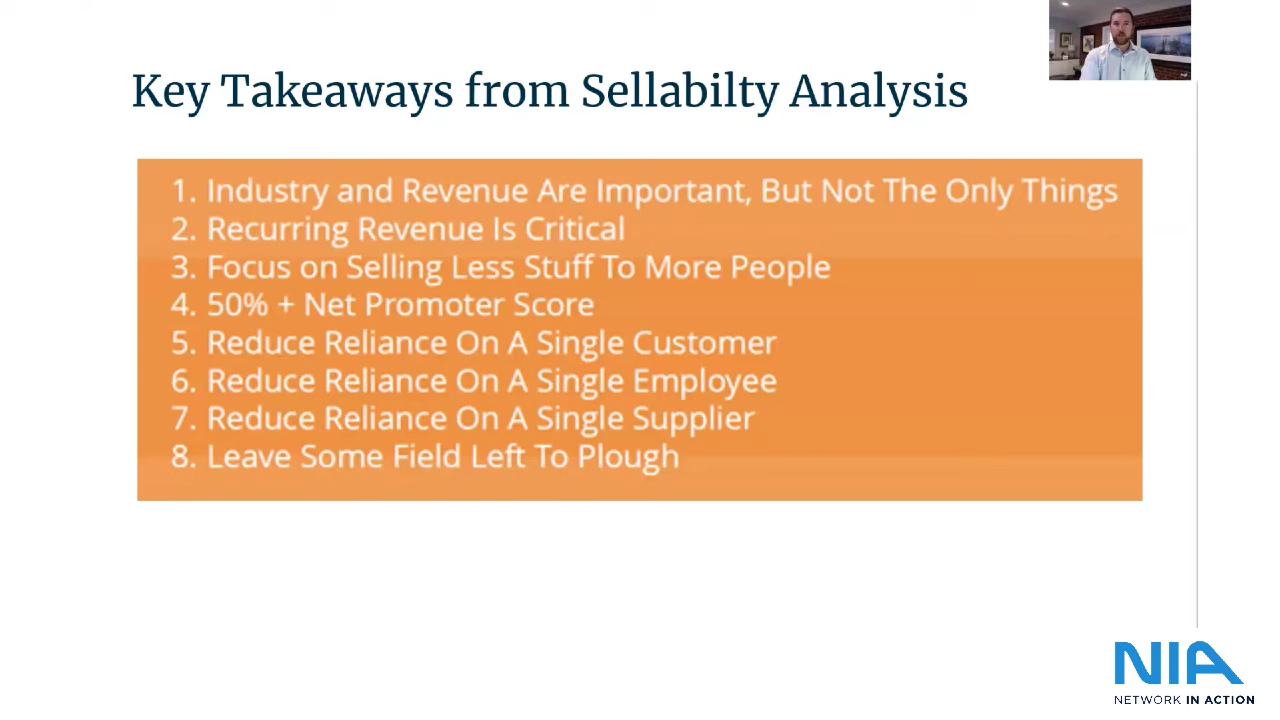 Key Takeaways from Sellabilty Analysis
1. Industry and Revenue Are Important, But Not The Only Things
2. Recurring Revenue Is Critical
3. Focus on Selling Less Stuff To More People
4. 50% + Net Promoter Score
5. Reduce Reliance On A Single Customer
6. Reduce Reliance On A Single Employee
7. Reduce Reliance On A Single Supplier
8. Leave Some Field Left To Plough
NIA
NETWORK IN ACTION